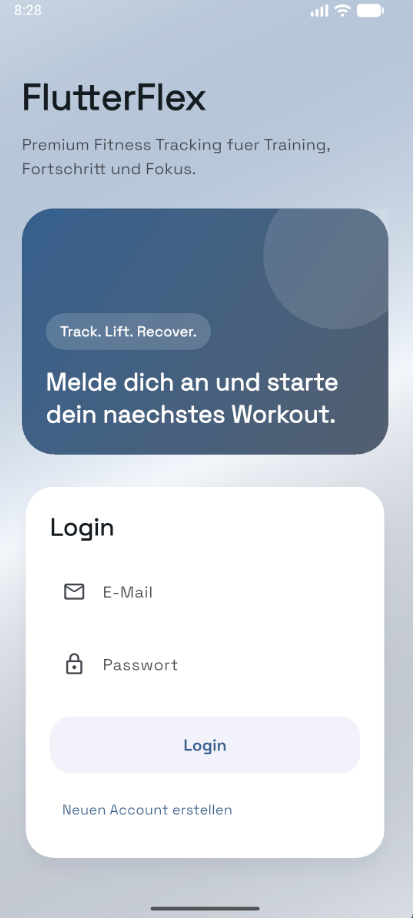 8:28
FlutterFlex
Premium Fitness Tracking fuer Training,
Fortschritt und Fokus.
Track. Lift. Recover.
Melde dich an und starte
dein naechstes Workout.
Login
E-Mail
Passwort
Login
Neuen Account erstellen